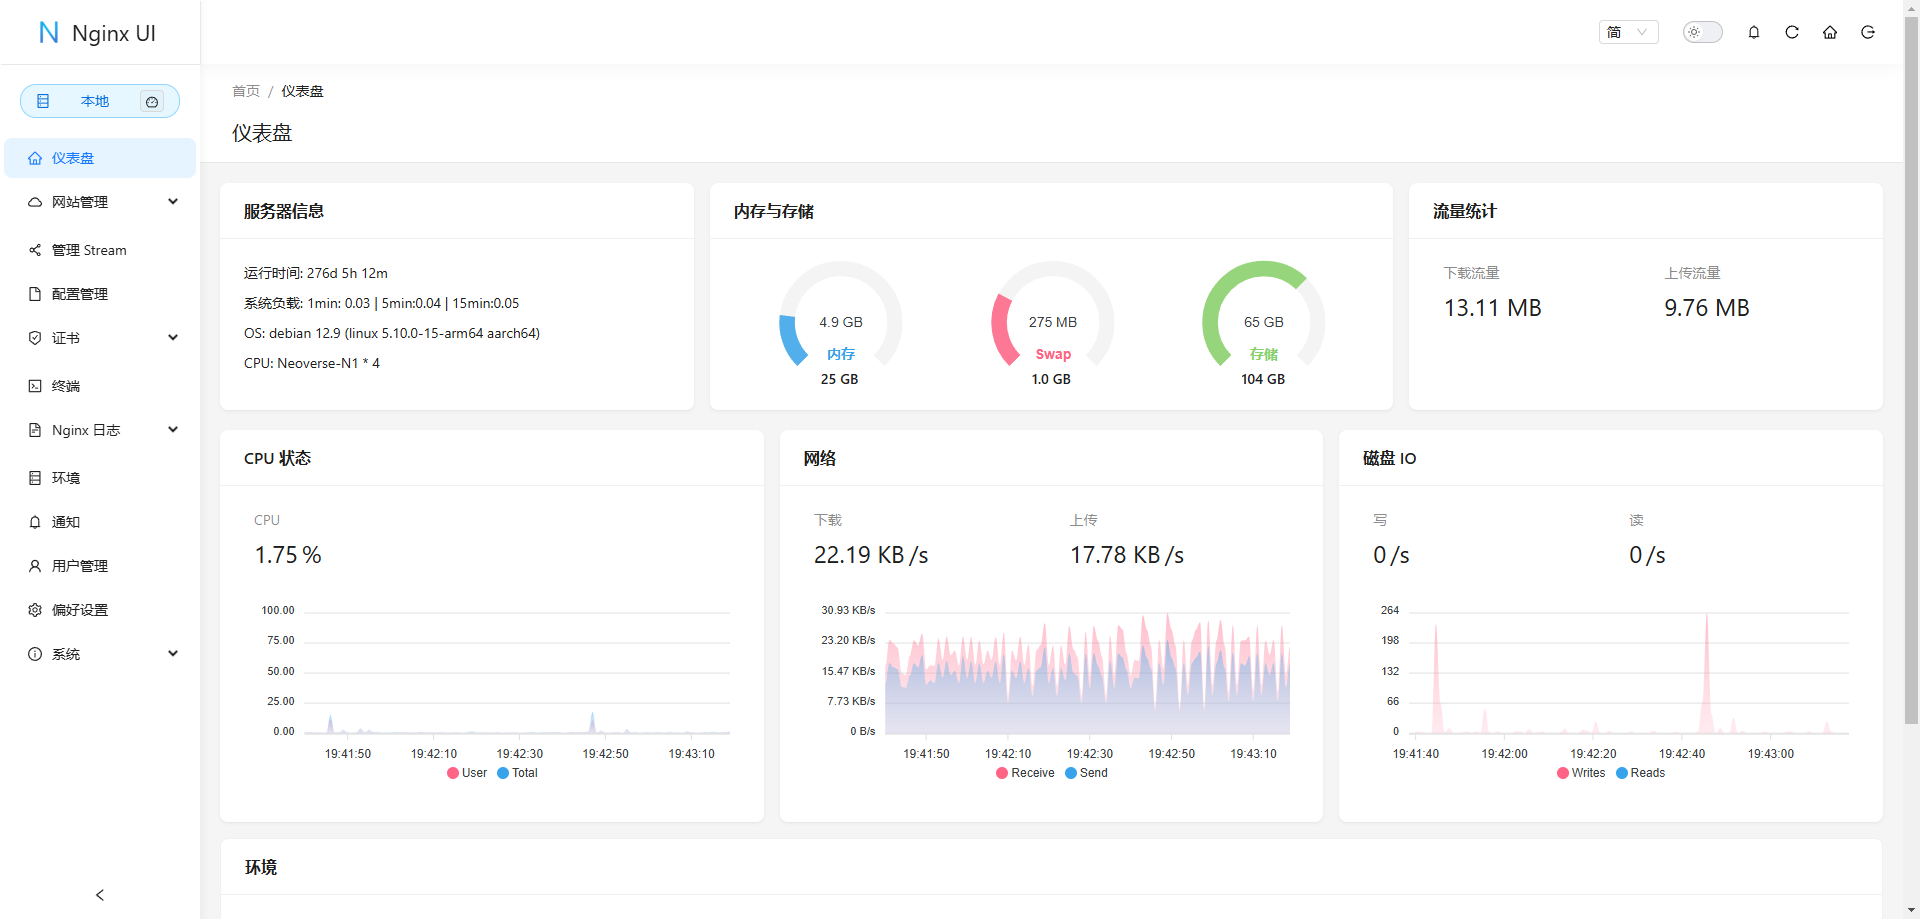 Nginx UI
简
本地
仪表盘
网站管理
管理 Stream
配置管理
证书
终端
Nginx 日志
环境
通知
用户管理
偏好设置
系统
首页 / 仪表盘
仪表盘
服务器信息
运行时间: 276d 5h 12m
系统负载: 1min: 0.03 | 5min:0.04 | 15min:0.05
OS: debian 12.9 (linux 5.10.0-15-arm64 aarch64)
CPU: Neoverse-N1 * 4
内存与存储
4.9 GB
内存
25 GB
275 MB
Swap
1.0 GB
65 GB
存储
104 GB
流量统计
下载流量
13.11 MB
上传流量
9.76 MB
CPU 状态
CPU
1.75 %
100.00
75.00
50.00
25.00
0.00
19:41:50 19:42:10 19:42:30 19:42:50 19:43:10
User Total
网络
下载
22.19 KB /s
上传
17.78 KB /s
30.93 KB/s
23.20 KB/s
15.47 KB/s
7.73 KB/s
0 B/s
19:41:50 19:42:10 19:42:30 19:42:50 19:43:10
Receive Send
磁盘 IO
写
0 /s
读
0 /s
264
198
132
66
0
19:41:40 19:42:00 19:42:20 19:42:40 19:43:00
Writes Reads
环境